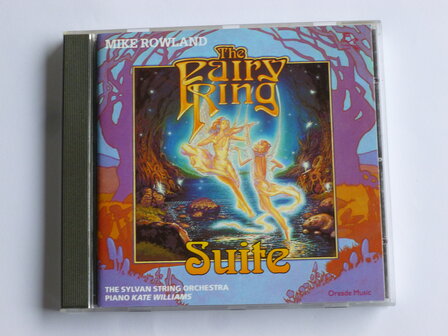 MIKE ROWLAND
The
Fairy
Ring
Suite
THE SYLVAN STRING ORCHESTRA
PIANO KATE WILLIAMS
Oreade Music